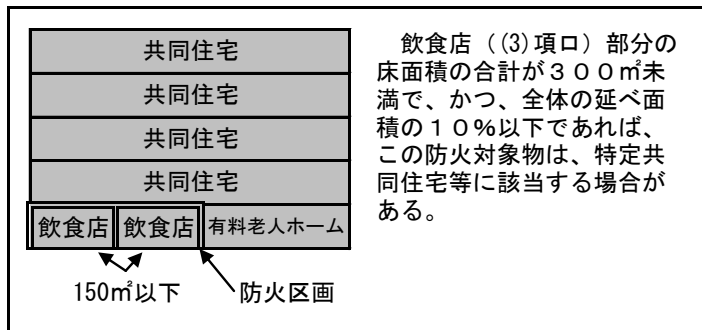 共同住宅
共同住宅
共同住宅
共同住宅
飲食店 飲食店 有料老人ホーム
150㎡以下 防火区画
飲食店（(3)項ロ）部分の
床面積の合計が３００㎡未
満で、かつ、全体の延べ面
積の１０％以下であれば、
この防火対象物は、特定共
同住宅等に該当する場合が
ある。